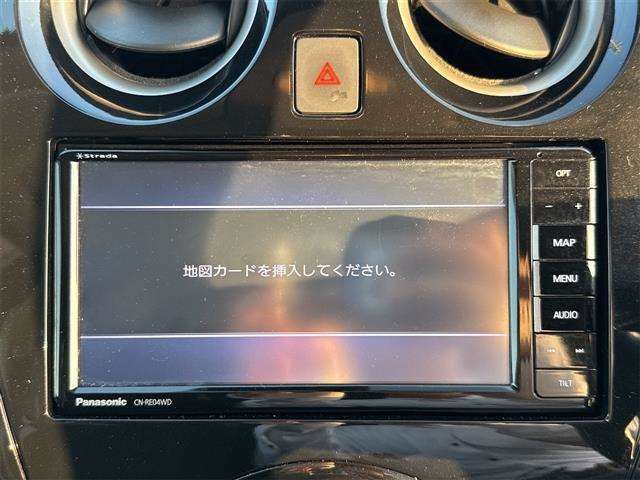 Strada
OPT
− +
MAP
地図カードを挿入してください。
MENU
AUDIO
TILT
Panasonic CN-RE04WD